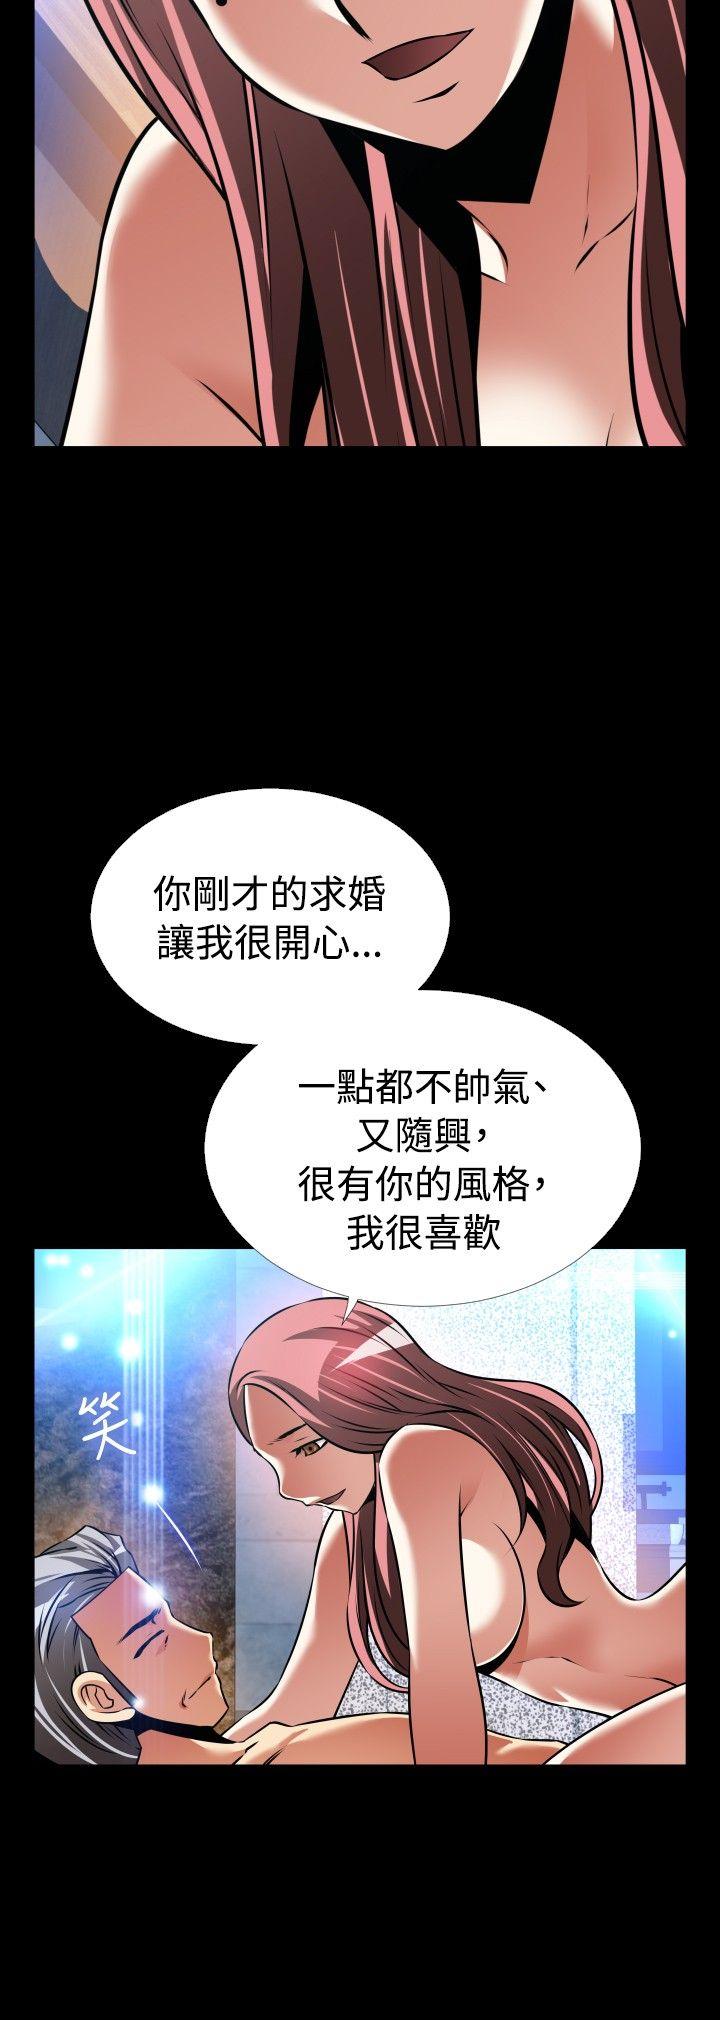 你剛才的求婚
讓我很開心...
一點都不帥氣、
又隨興，
很有你的風格，
我很喜歡
笑